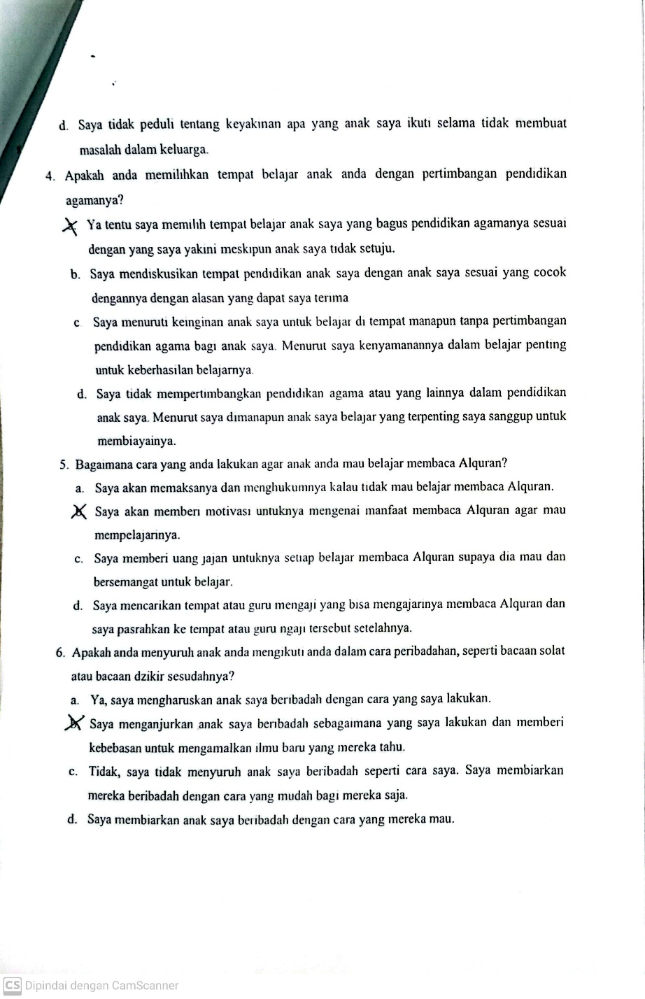 d. Saya tidak peduli tentang keyakinan apa yang anak saya ikuti selama tidak membuat
masalah dalam keluarga.
4. Apakah anda memilihkan tempat belajar anak anda dengan pertimbangan pendidikan
agamanya?
Ya tentu saya memilih tempat belajar anak saya yang bagus pendidikan agamanya sesuai
dengan yang saya yakini meskipun anak saya tidak setuju.
b. Saya mendiskusikan tempat pendidikan anak saya dengan anak saya sesuai yang cocok
dengannya dengan alasan yang dapat saya terima
c Saya menuruti keinginan anak saya untuk belajar di tempat manapun tanpa pertimbangan
pendidikan agama bagi anak saya. Menurut saya kenyamanannya dalam belajar penting
untuk keberhasilan belajarnya.
d. Saya tidak mempertimbangkan pendidikan agama atau yang lainnya dalam pendidikan
anak saya. Menurut saya dimanapun anak saya belajar yang terpenting saya sanggup untuk
membiayainya.
5. Bagaimana cara yang anda lakukan agar anak anda mau belajar membaca Alquran?
a. Saya akan memaksanya dan menghukumnya kalau tidak mau belajar membaca Alquran.
b Saya akan memberi motivasi untuknya mengenai manfaat membaca Alquran agar mau
mempelajarinya.
c. Saya memberi uang jajan untuknya setiap belajar membaca Alquran supaya dia mau dan
bersemangat untuk belajar.
d. Saya mencarikan tempat atau guru mengaji yang bisa mengajarinya membaca Alquran dan
saya pasrahkan ke tempat atau guru ngaji tersebut setelahnya.
6. Apakah anda menyuruh anak anda mengikuti anda dalam cara peribadahan, seperti bacaan solat
atau bacaan dzikir sesudahnya?
a. Ya, saya mengharuskan anak saya beribadah dengan cara yang saya lakukan.
b Saya menganjurkan anak saya beribadah sebagaimana yang saya lakukan dan memberi
kebebasan untuk mengamalkan ilmu baru yang mereka tahu.
c. Tidak, saya tidak menyuruh anak saya beribadah seperti cara saya. Saya membiarkan
mereka beribadah dengan cara yang mudah bagi mereka saja.
d. Saya membiarkan anak saya beribadah dengan cara yang mereka mau.
CS Dipindai dengan CamScanner